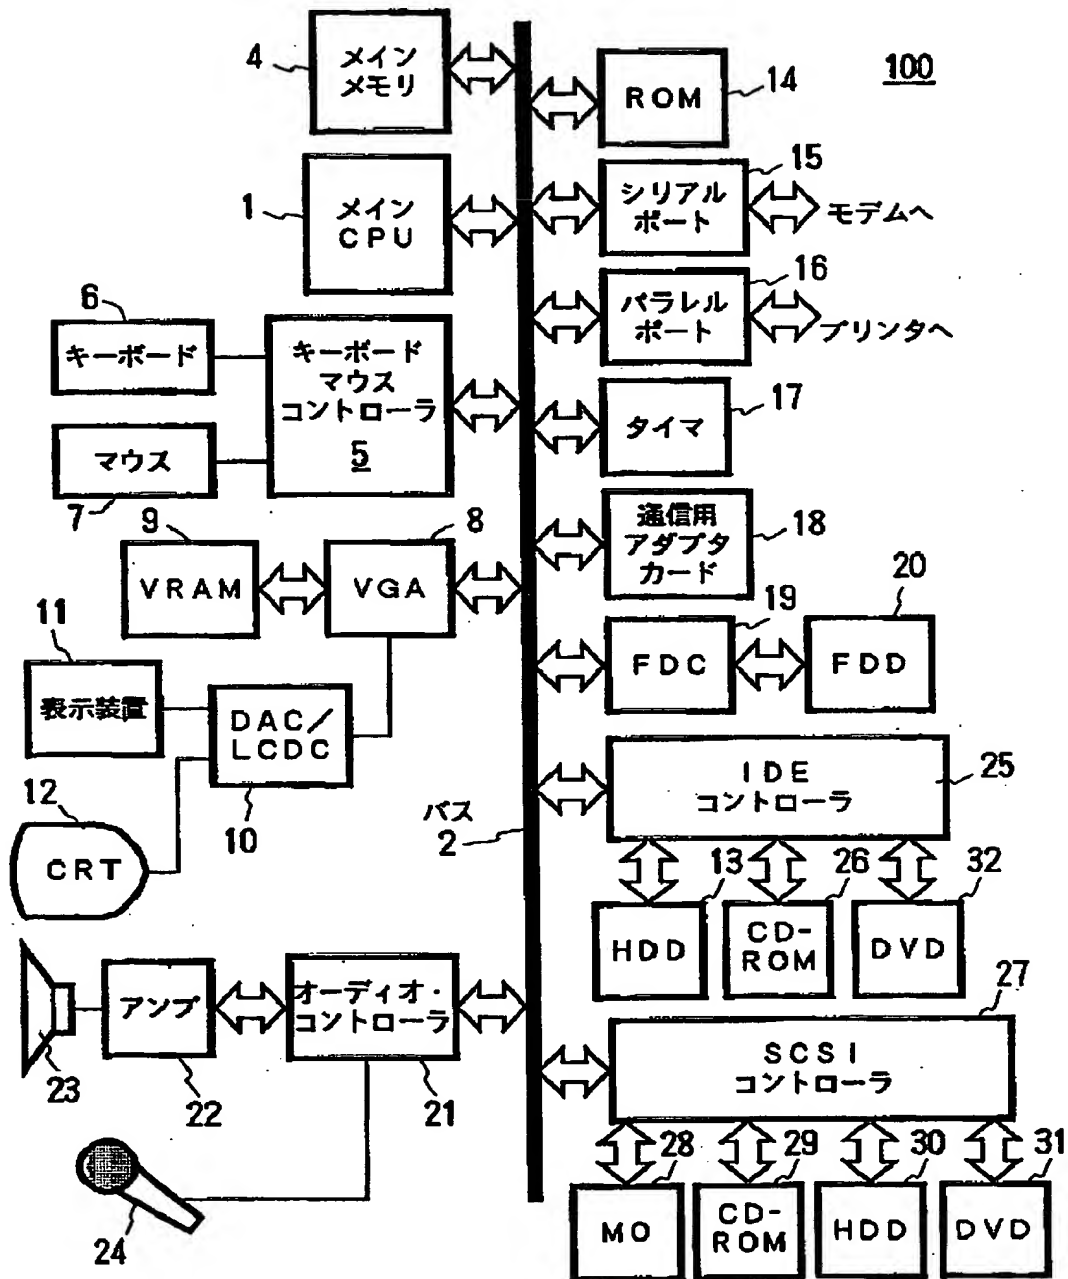 100
4
メイン
メモリ
ROM
14
1
メイン
CPU
シリアル
ポート
15
モデムへ
パラレル
ポート
16
プリンタへ
6
キーボード
キーボード
マウス
コントローラ
5
マウス
7
タイマ
17
通信用
アダプタ
カード
18
9
VRAM
8
VGA
19
FDC
20
FDD
11
表示装置
DAC/
LCDC
10
12
CRT
バス
2
IDE
コントローラ
25
13
HDD
26
CD-
ROM
32
DVD
23
アンプ
22
オーディオ・
コントローラ
21
24
27
SCSI
コントローラ
28
MO
29
CD-
ROM
30
HDD
31
DVD